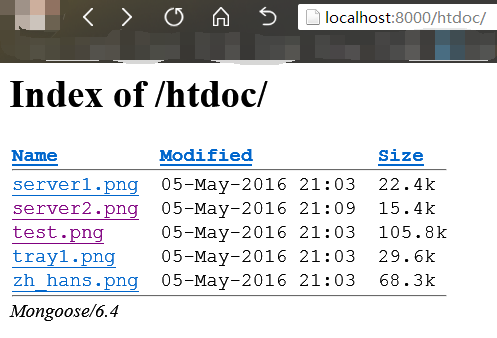 localhost:8000/htdoc/
Index of /htdoc/
Name Modified Size
server1.png 05-May-2016 21:03 22.4k
server2.png 05-May-2016 21:09 15.4k
test.png 05-May-2016 21:03 105.8k
tray1.png 05-May-2016 21:03 29.6k
zh_hans.png 05-May-2016 21:03 68.3k
Mongoose/6.4